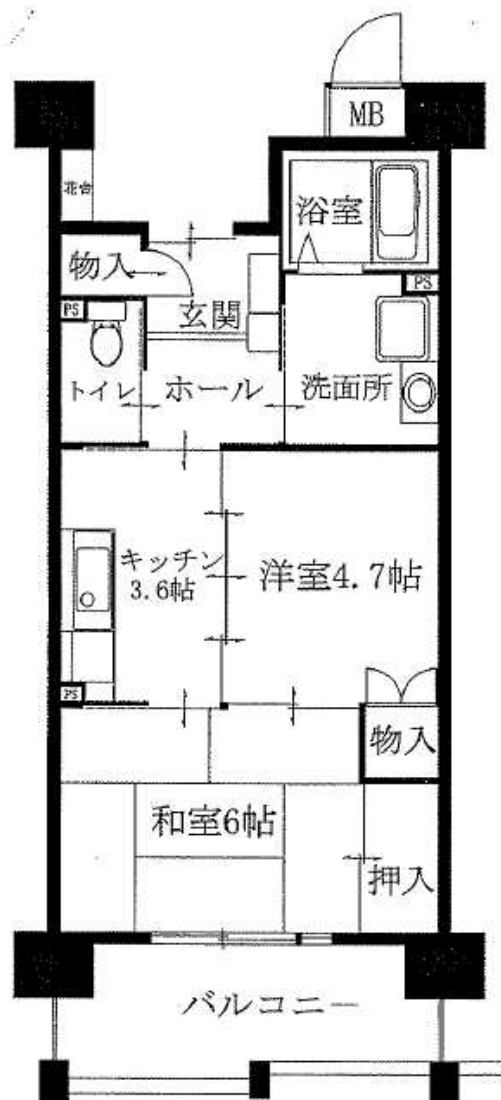 MB
花台
浴室
物入
PS
PS
玄関
トイレ
ホール
洗面所
キッチン
3.6帖
洋室4.7帖
PS
物入
和室6帖
押入
バルコニー